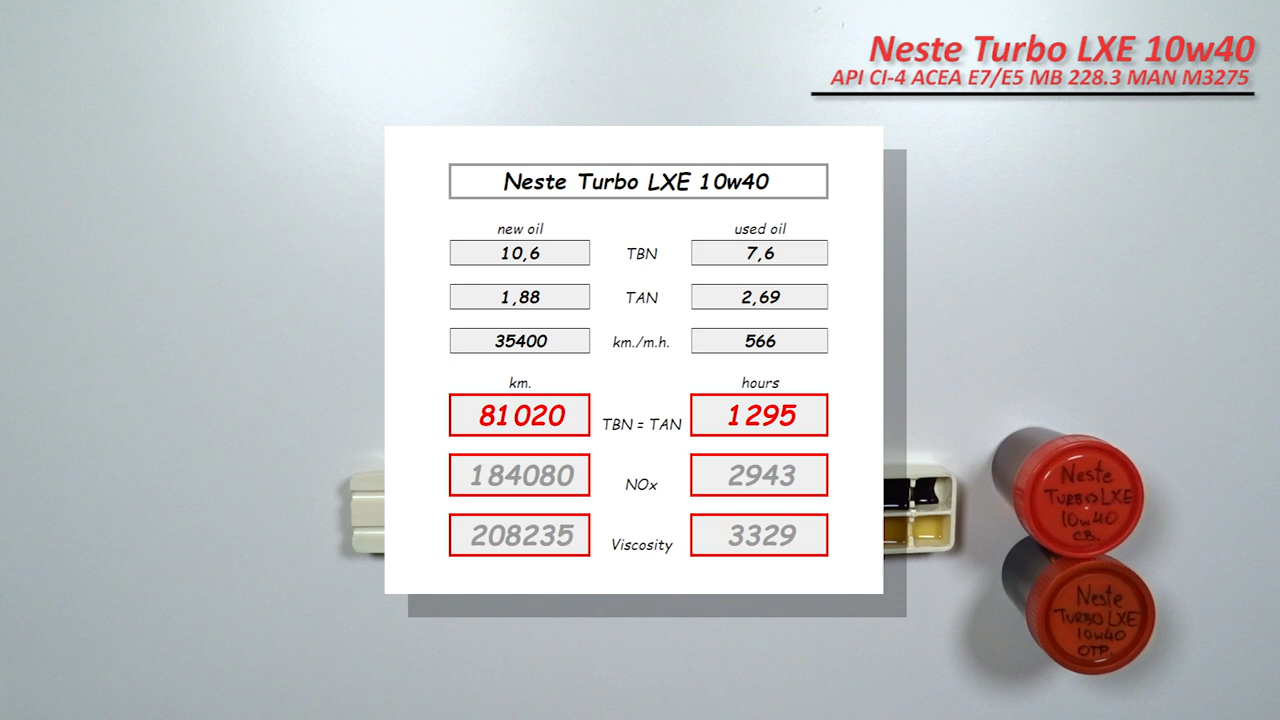 Neste Turbo LXE 10w40
API CI-4 ACEA E7/E5 MB 228.3 MAN M3275
Neste Turbo LXE 10w40
new oil used oil
10,6 TBN 7,6
1,88 TAN 2,69
35400 km./m.h. 566
km. hours
81020 TBN = TAN 1295
184080 NOx 2943
208235 Viscosity 3329
Neste
TURBO LXE
10w40
СВ.
Neste
TURBO LXE
10w40
ОТР.